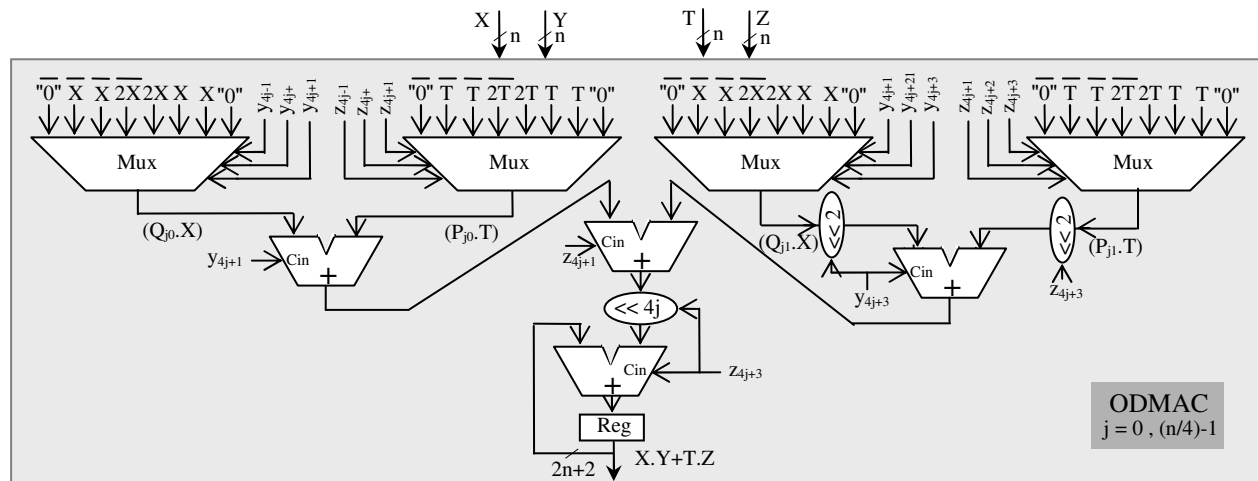 X Y T Z
n n n n
"0" X X 2X 2X X X "0" y4j-1 y4j+ y4j+1 z4j-1 z4j+ z4j+1 "0" T T 2T 2T T T "0" "0" X X 2X 2X X X "0" y4j+1 y4j+21 y4j+3 z4j+1 z4j+2 z4j+3 "0" T T 2T 2T T T "0"
Mux Mux Mux Mux
(Qj0.X) (Pj0.T) (Qj1.X) << 2 << 2 (Pj1.T)
y4j+1 Cin + z4j+1 Cin + Cin +
y4j+3 z4j+3
<< 4j
Cin + z4j+3
Reg
2n+2 X.Y+T.Z
ODMAC
j = 0 , (n/4)-1